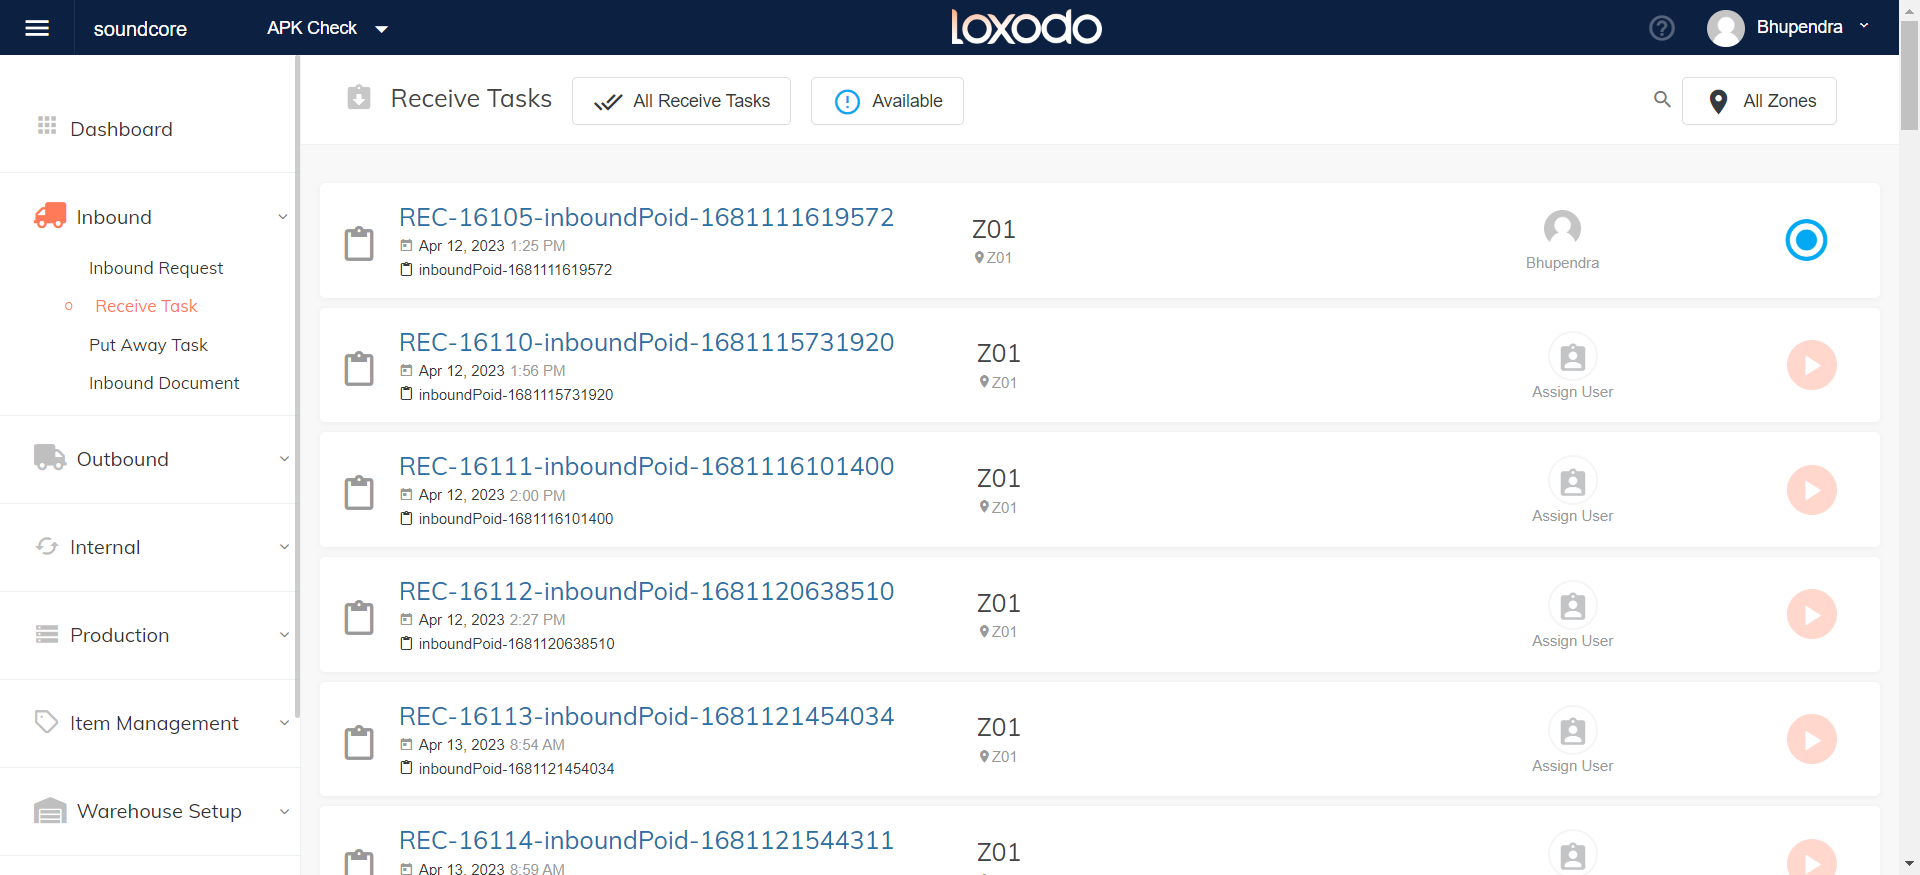 soundcore
APK Check
loxodo
Bhupendra
Dashboard
Inbound
Inbound Request
Receive Task
Put Away Task
Inbound Document
Outbound
Internal
Production
Item Management
Warehouse Setup
Receive Tasks
All Receive Tasks
Available
All Zones
REC-16105-inboundPoid-1681111619572
Apr 12, 2023 1:25 PM
inboundPoid-1681111619572
Z01
Z01
Bhupendra
REC-16110-inboundPoid-1681115731920
Apr 12, 2023 1:56 PM
inboundPoid-1681115731920
Z01
Z01
Assign User
REC-16111-inboundPoid-1681116101400
Apr 12, 2023 2:00 PM
inboundPoid-1681116101400
Z01
Z01
Assign User
REC-16112-inboundPoid-1681120638510
Apr 12, 2023 2:27 PM
inboundPoid-1681120638510
Z01
Z01
Assign User
REC-16113-inboundPoid-1681121454034
Apr 13, 2023 8:54 AM
inboundPoid-1681121454034
Z01
Z01
Assign User
REC-16114-inboundPoid-1681121544311
Apr 13, 2023 8:59 AM
Z01